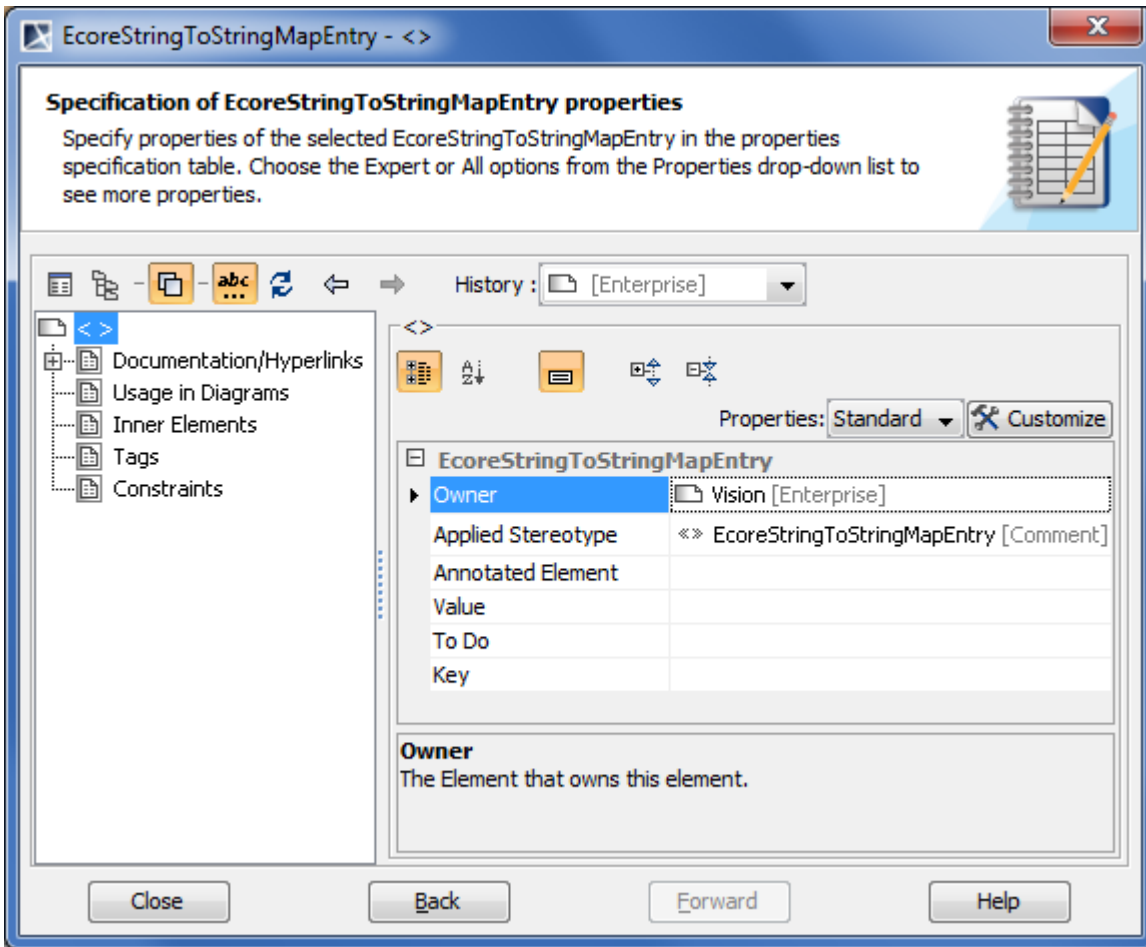 EcoreStringToStringMapEntry - <>
Specification of EcoreStringToStringMapEntry properties
Specify properties of the selected EcoreStringToStringMapEntry in the properties
specification table. Choose the Expert or All options from the Properties drop-down list to
see more properties.
abc
History : [Enterprise]
< >
Documentation/Hyperlinks
Usage in Diagrams
Inner Elements
Tags
Constraints
<>
A
Z
Properties: Standard Customize
EcoreStringToStringMapEntry
Owner Vision [Enterprise]
Applied Stereotype «» EcoreStringToStringMapEntry [Comment]
Annotated Element
Value
To Do
Key
Owner
The Element that owns this element.
Close Back Forward Help